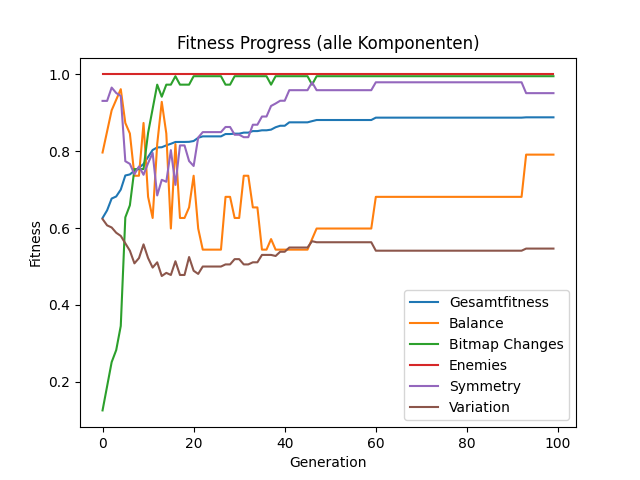 Fitness Progress (alle Komponenten)
Fitness
1.0
0.8
0.6
0.4
0.2
0 20 40 60 80 100
Generation
Gesamtfitness
Balance
Bitmap Changes
Enemies
Symmetry
Variation